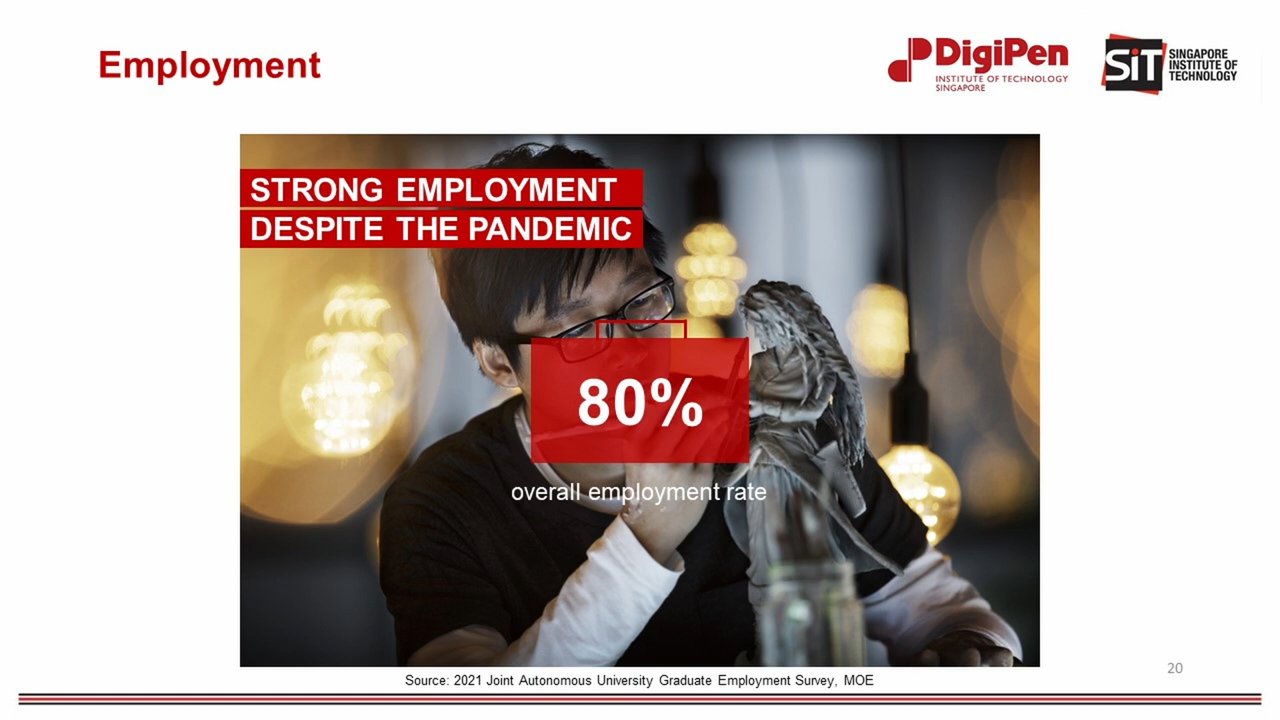 Employment
DigiPen
INSTITUTE OF TECHNOLOGY
SINGAPORE
SiT
SINGAPORE
INSTITUTE OF
TECHNOLOGY
STRONG EMPLOYMENT
DESPITE THE PANDEMIC
80%
overall employment rate
Source: 2021 Joint Autonomous University Graduate Employment Survey, MOE
20